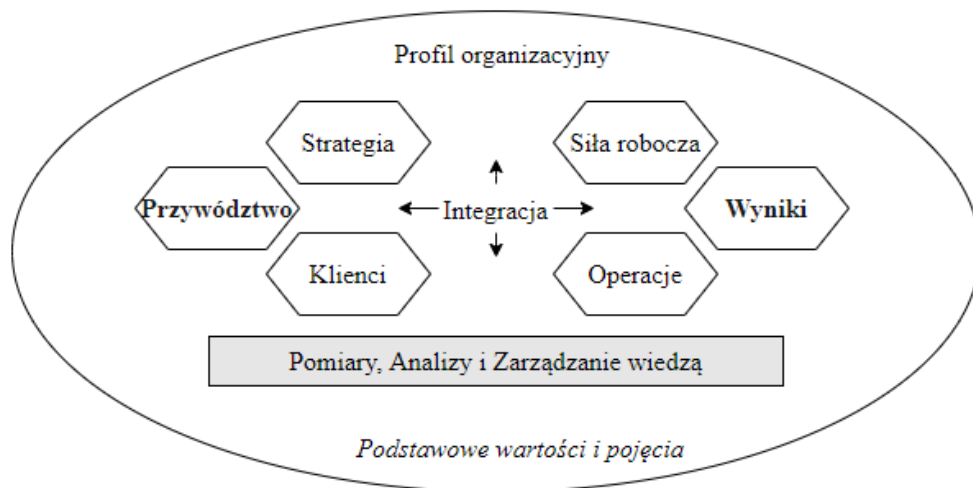 Profil organizacyjny
Strategia
Siła robocza
Przywództwo
Integracja
Wyniki
Klienci
Operacje
Pomiary, Analizy i Zarządzanie wiedzą
Podstawowe wartości i pojęcia